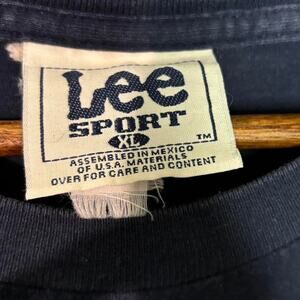 Lee
SPORT
XL
TM
ASSEMBLED IN MEXICO
OF U.S.A. MATERIALS
OVER FOR CARE AND CONTENT